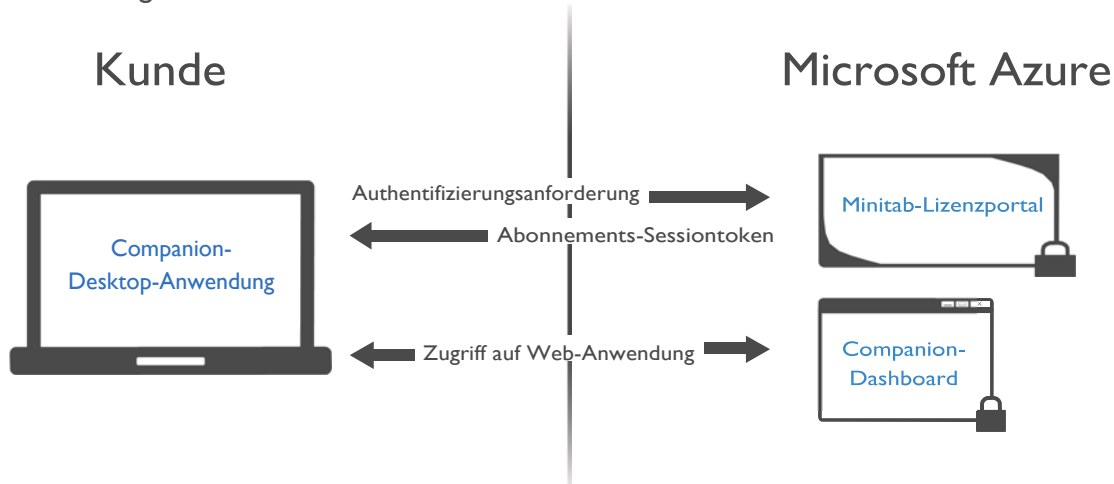 Kunde
Microsoft Azure
Authentifizierungsanforderung
Minitab-Lizenzportal
Abonnements-Sessiontoken
Companion-
Desktop-Anwendung
Zugriff auf Web-Anwendung
Companion-
Dashboard